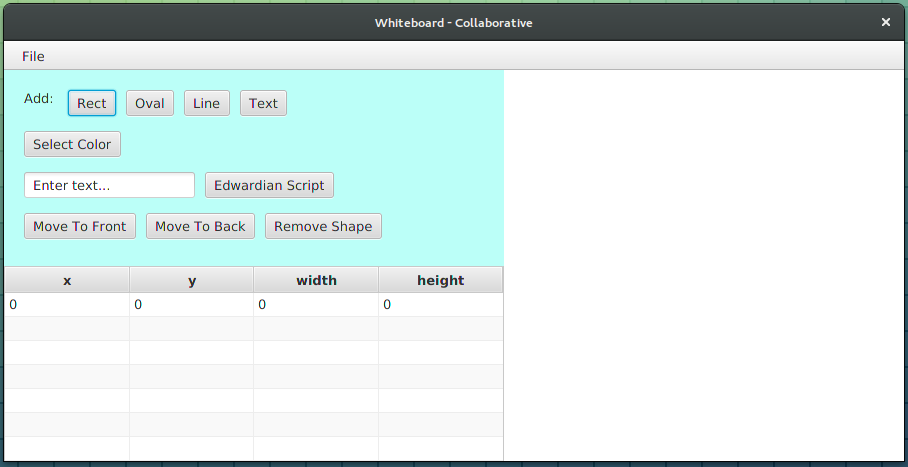 Whiteboard - Collaborative
File
Add: Rect Oval Line Text
Select Color
Enter text... Edwardian Script
Move To Front Move To Back Remove Shape
x y width height
0 0 0 0